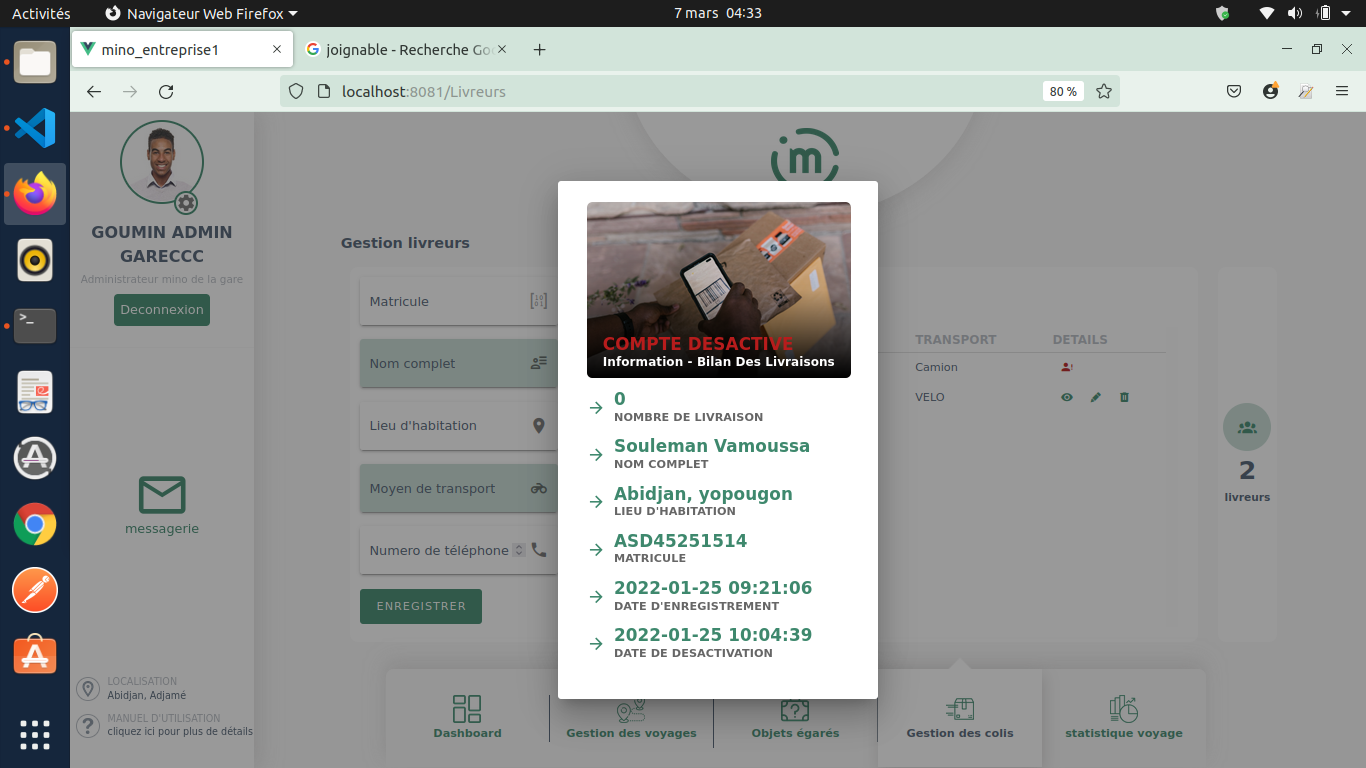 Activités
Navigateur Web Firefox
7 mars 04:33
mino_entreprise1
joignable - Recherche Goo
localhost:8081/Livreurs
80 %
im
GOUMIN ADMIN
GARECCC
Administrateur mino de la gare
Deconnexion
messagerie
LOCALISATION
Abidjan, Adjamé
MANUEL D'UTILISATION
cliquez ici pour plus de détails
Gestion livreurs
Matricule
Nom complet
Lieu d'habitation
Moyen de transport
Numero de téléphone
ENREGISTRER
COMPTE DESACTIVE
Information - Bilan Des Livraisons
0
NOMBRE DE LIVRAISON
Souleman Vamoussa
NOM COMPLET
Abidjan, yopougon
LIEU D'HABITATION
ASD45251514
MATRICULE
2022-01-25 09:21:06
DATE D'ENREGISTREMENT
2022-01-25 10:04:39
DATE DE DESACTIVATION
TRANSPORT DETAILS
Camion
VELO
2
livreurs
Dashboard
Gestion des voyages
Objets égarés
Gestion des colis
statistique voyage